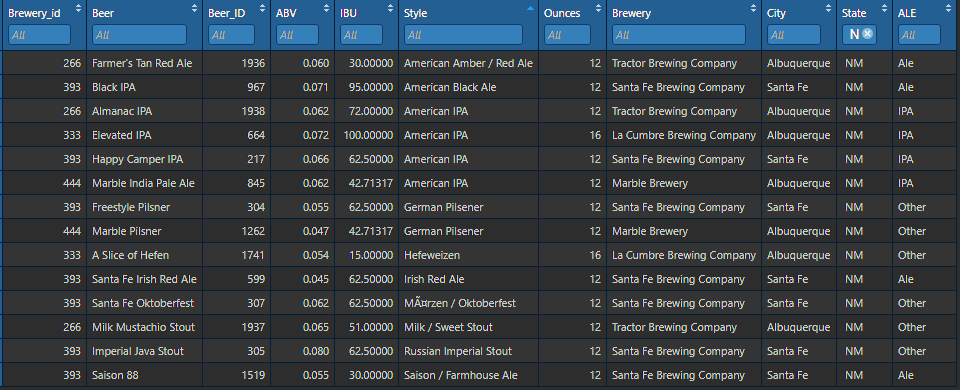 Brewery_id Beer Beer_ID ABV IBU Style Ounces Brewery City State ALE
All All All All All All All All All N All
266 Farmer's Tan Red Ale 1936 0.060 30.00000 American Amber / Red Ale 12 Tractor Brewing Company Albuquerque NM Ale
393 Black IPA 967 0.071 95.00000 American Black Ale 12 Santa Fe Brewing Company Santa Fe NM Ale
266 Almanac IPA 1938 0.062 72.00000 American IPA 12 Tractor Brewing Company Albuquerque NM IPA
333 Elevated IPA 664 0.072 100.00000 American IPA 16 La Cumbre Brewing Company Albuquerque NM IPA
393 Happy Camper IPA 217 0.066 62.50000 American IPA 12 Santa Fe Brewing Company Santa Fe NM IPA
444 Marble India Pale Ale 845 0.062 42.71317 American IPA 12 Marble Brewery Albuquerque NM IPA
393 Freestyle Pilsner 304 0.055 62.50000 German Pilsener 12 Santa Fe Brewing Company Santa Fe NM Other
444 Marble Pilsner 1262 0.047 42.71317 German Pilsener 12 Marble Brewery Albuquerque NM Other
333 A Slice of Hefen 1741 0.054 15.00000 Hefeweizen 16 La Cumbre Brewing Company Albuquerque NM Other
393 Santa Fe Irish Red Ale 599 0.045 62.50000 Irish Red Ale 12 Santa Fe Brewing Company Santa Fe NM Ale
393 Santa Fe Oktoberfest 307 0.062 62.50000 MÃ¤rzen / Oktoberfest 12 Santa Fe Brewing Company Santa Fe NM Other
266 Milk Mustachio Stout 1937 0.065 51.00000 Milk / Sweet Stout 12 Tractor Brewing Company Albuquerque NM Other
393 Imperial Java Stout 305 0.080 62.50000 Russian Imperial Stout 12 Santa Fe Brewing Company Santa Fe NM Other
393 Saison 88 1519 0.055 30.00000 Saison / Farmhouse Ale 12 Santa Fe Brewing Company Santa Fe NM Ale